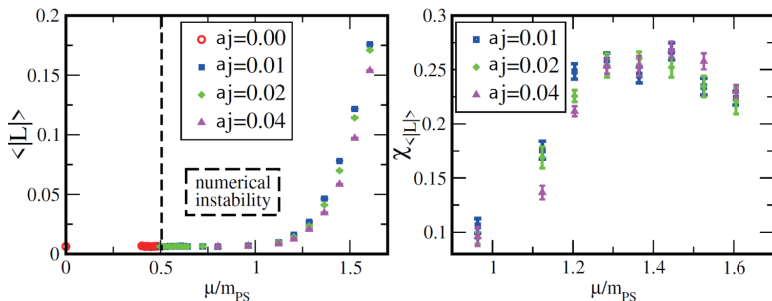 0.2
0.15
0.1
0.05
0
<|L|>
aj=0.00
aj=0.01
aj=0.02
aj=0.04
numerical
instability
0 0.5 1 1.5
μ/m_PS
0.3
0.25
0.2
0.15
0.1
χ_<|L|>
aj=0.01
aj=0.02
aj=0.04
1 1.2 1.4 1.6
μ/m_PS